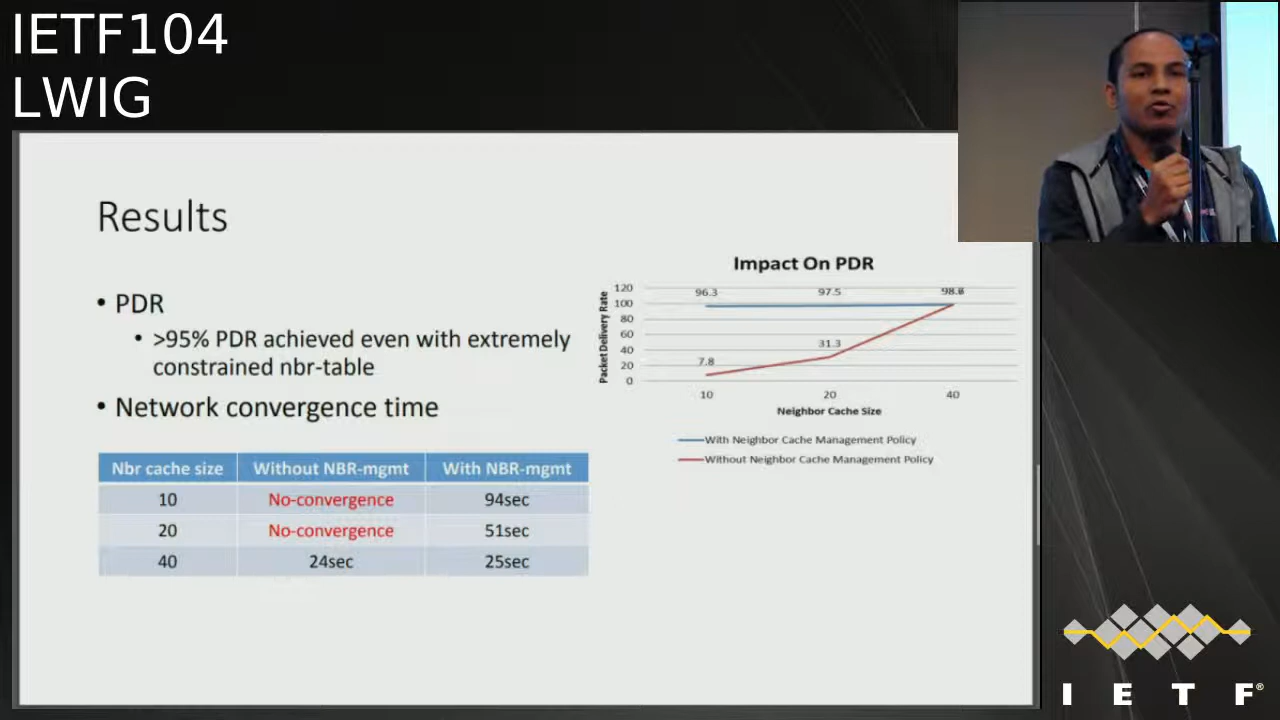 IETF104
LWIG
Results
• PDR
• >95% PDR achieved even with extremely
constrained nbr-table
• Network convergence time
Nbr cache size Without NBR-mgmt With NBR-mgmt
10 No-convergence 94sec
20 No-convergence 51sec
40 24sec 25sec
Impact On PDR
Packet Delivery Rate
120
100
80
60
40
20
0
96.3 97.5
7.8 31.3
10 20 40
Neighbor Cache Size
With Neighbor Cache Management Policy
Without Neighbor Cache Management Policy
I E T F®